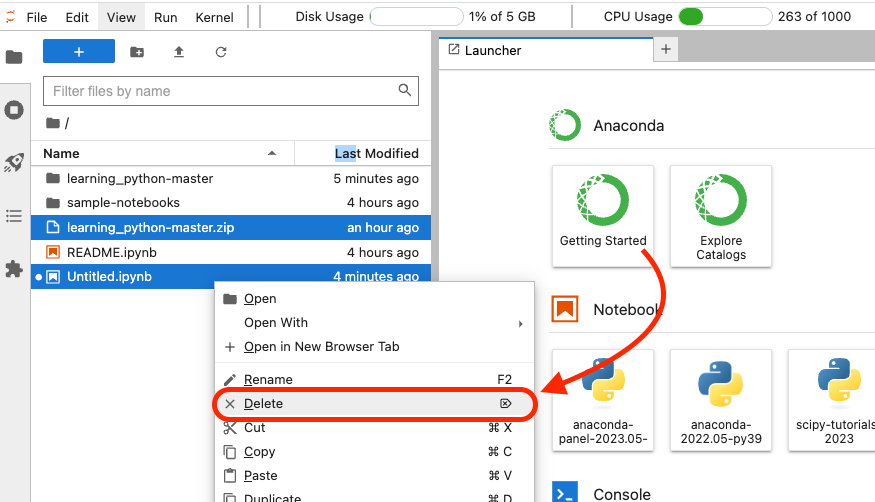 File Edit View Run Kernel Disk Usage 1% of 5 GB CPU Usage 263 of 1000
+
Launcher
+
Filter files by name
/
Name Last Modified
learning_python-master 5 minutes ago
sample-notebooks 4 hours ago
learning_python-master.zip an hour ago
README.ipynb 4 hours ago
Untitled.ipynb 4 minutes ago
Open
Open With
Open in New Browser Tab
Rename F2
Delete
Cut ⌘ X
Copy ⌘ C
Paste ⌘ V
Duplicate ⌘ D
Anaconda
Getting Started
Explore
Catalogs
Notebook
anaconda-
panel-2023.05-
anaconda-
2022.05-py39
scipy-tutorials
2023
Console